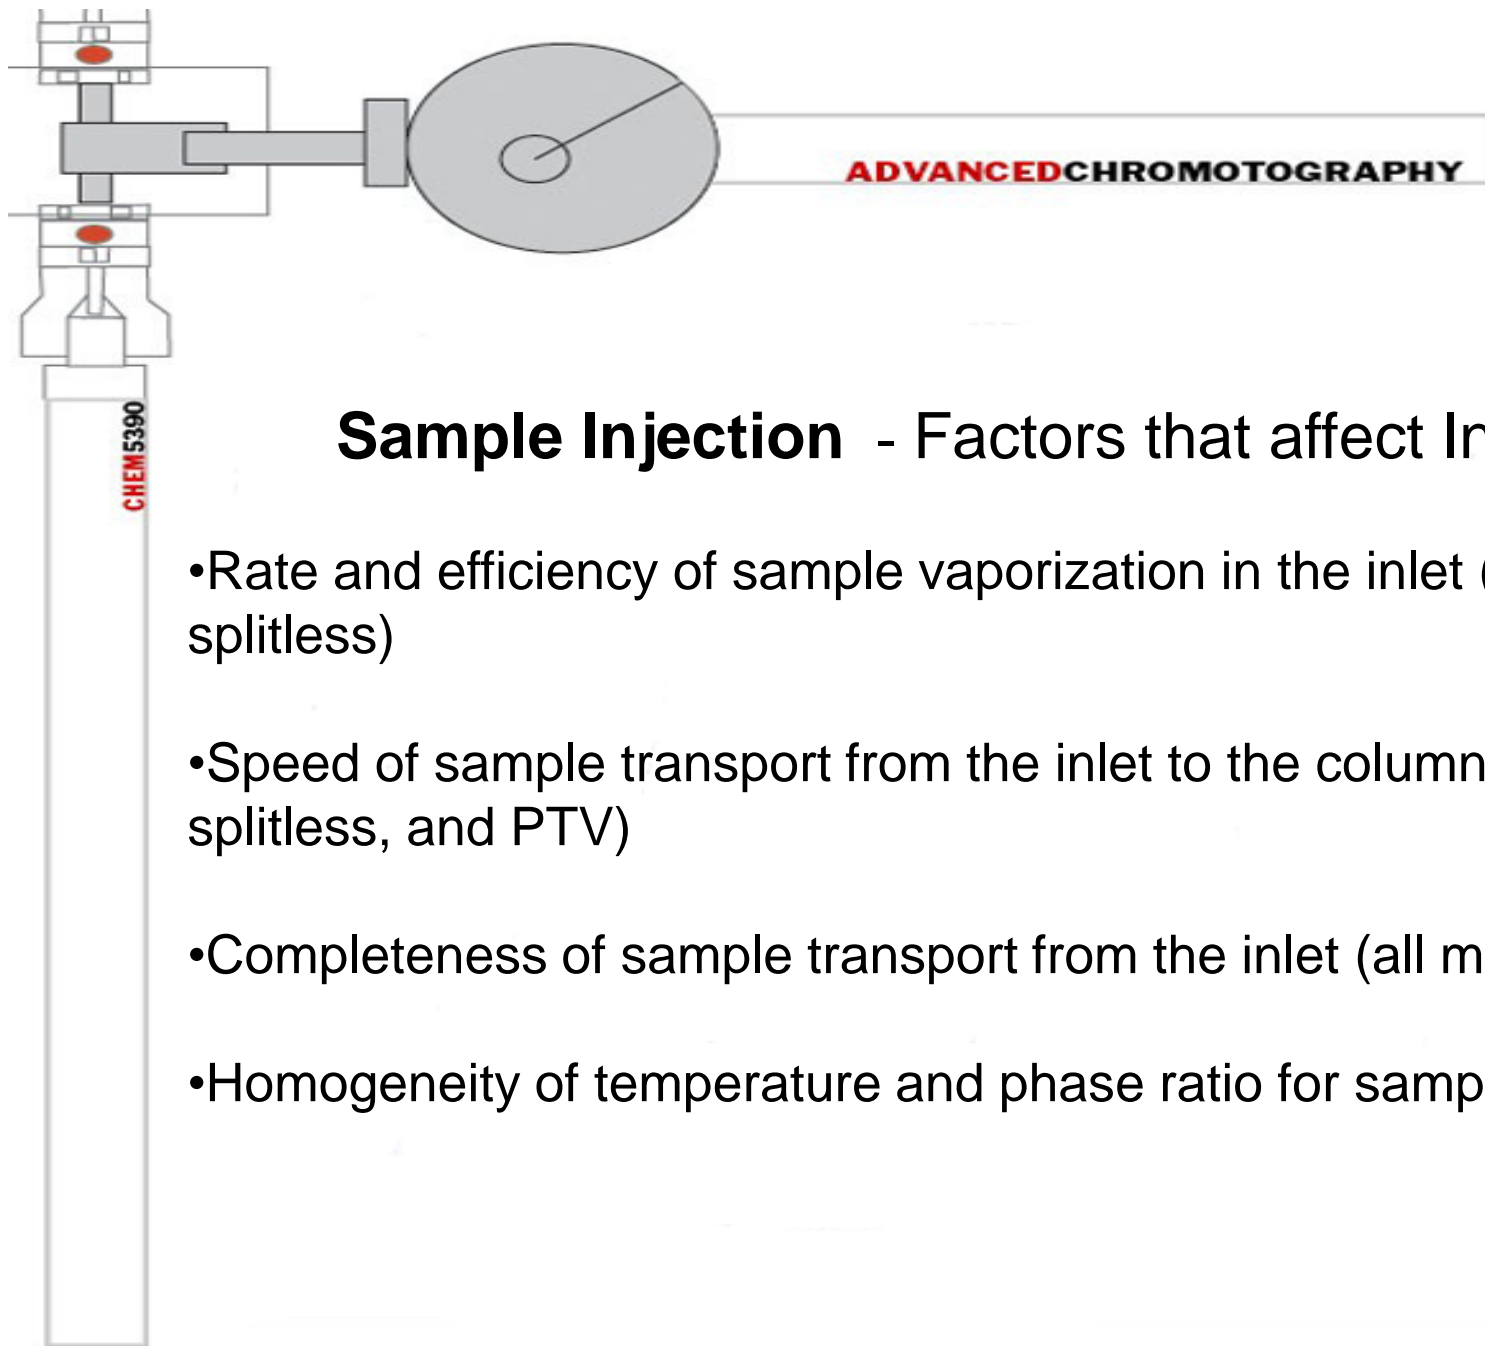 ADVANCEDCHROMOTOGRAPHY
CHEM5390
Sample Injection - Factors that affect
•Rate and efficiency of sample vaporization in the inlet (
splitless)
•Speed of sample transport from the inlet to the column
splitless, and PTV)
•Completeness of sample transport from the inlet (all
•Homogeneity of temperature and phase ratio for